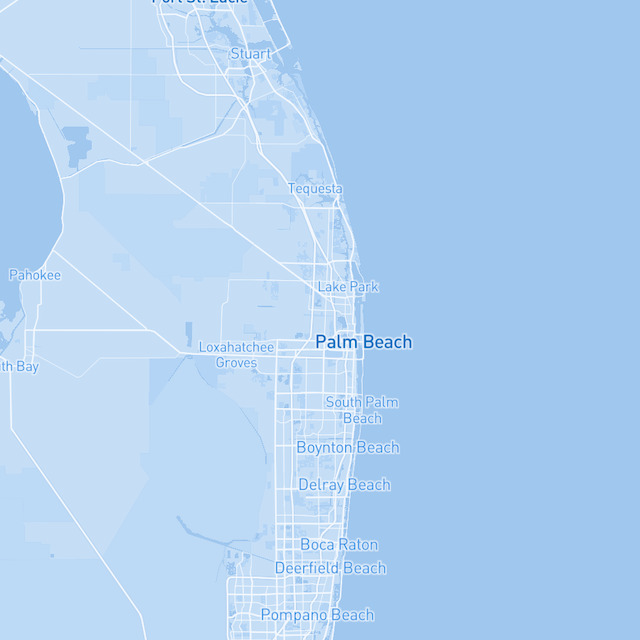 Port St. Lucie
Stuart
Tequesta
Pahokee
Lake Park
Palm Beach
Loxahatchee
Groves
th Bay
South Palm
Beach
Boynton Beach
Delray Beach
Boca Raton
Deerfield Beach
Pompano Beach